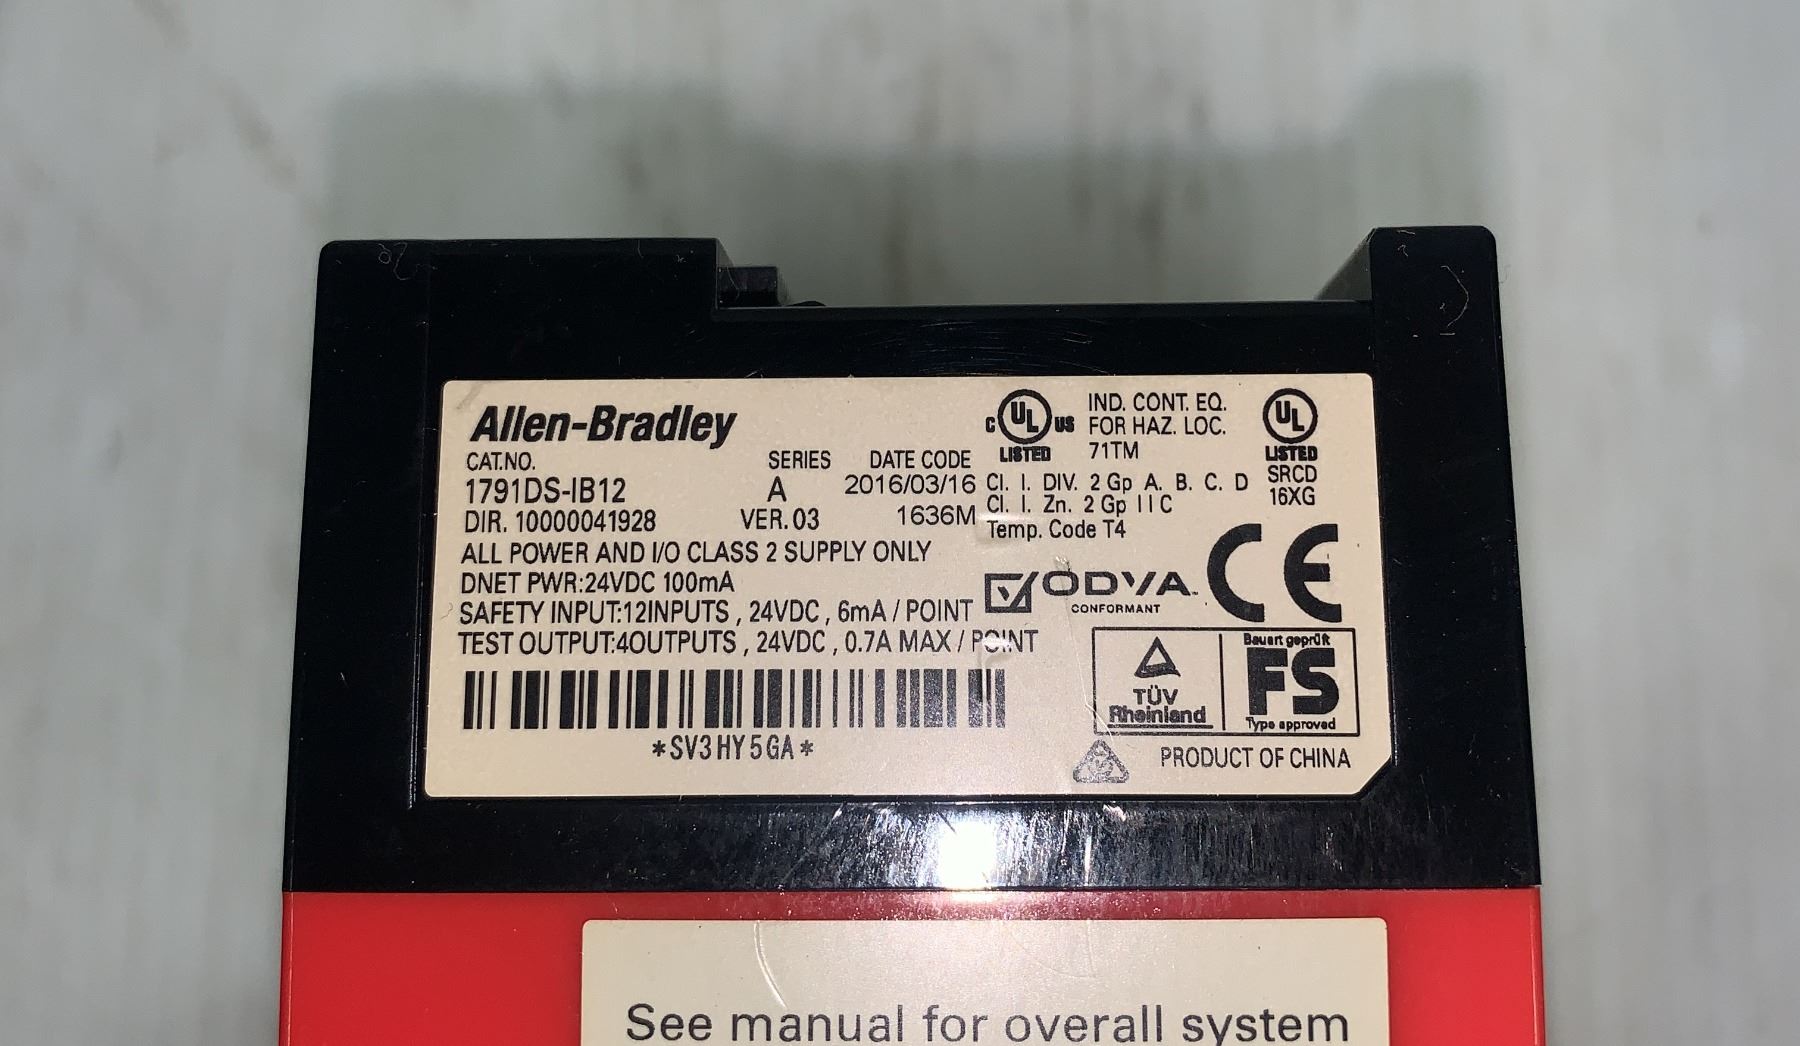 Allen-Bradley
CAT.NO. SERIES DATE CODE
1791DS-IB12 A 2016/03/16
DIR. 10000041928 VER. 03 1636M
ALL POWER AND I/O CLASS 2 SUPPLY ONLY
DNET PWR:24VDC 100mA
SAFETY INPUT:12INPUTS , 24VDC , 6mA / POINT
TEST OUTPUT:4OUTPUTS , 24VDC , 0.7A MAX / POINT
*SV3HY5GA*
C UL US
LISTED
IND. CONT. EQ.
FOR HAZ. LOC.
71TM
UL
LISTED
SRCD
16XG
Cl. I. DIV. 2 Gp A. B. C. D
Cl. I. Zn. 2 Gp IIC
Temp. Code T4
ODVA
CONFORMANT
CE
TÜV
Rheinland
Bauart geprüft
FS
Type approved
PRODUCT OF CHINA
See manual for overall system